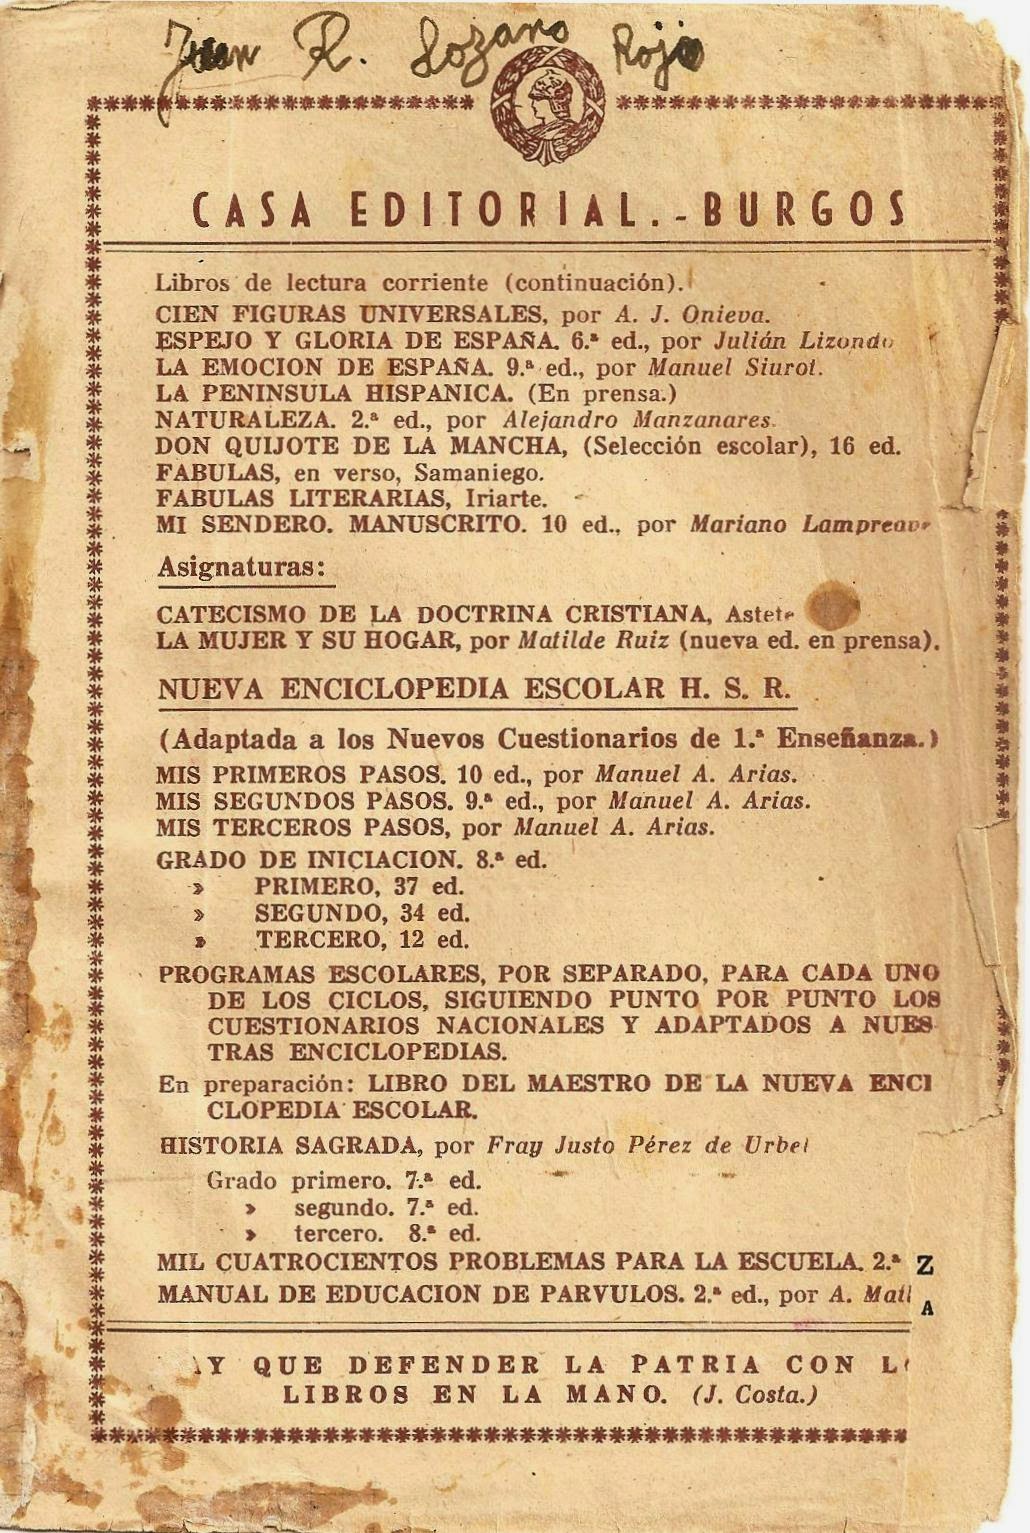 Juan R. Lozano Rojo
CASA EDITORIAL.-BURGOS
Libros de lectura corriente (continuación).
CIEN FIGURAS UNIVERSALES, por A. J. Onieva.
ESPEJO Y GLORIA DE ESPAÑA. 6.ª ed., por Julián Lizondo
LA EMOCION DE ESPAÑA. 9.ª ed., por Manuel Siurot.
LA PENINSULA HISPANICA. (En prensa.)
NATURALEZA. 2.ª ed., por Alejandro Manzanares.
DON QUIJOTE DE LA MANCHA, (Selección escolar), 16 ed.
FABULAS, en verso, Samaniego.
FABULAS LITERARIAS, Iriarte.
MI SENDERO. MANUSCRITO. 10 ed., por Mariano Lampreave
Asignaturas:
CATECISMO DE LA DOCTRINA CRISTIANA, Astete
LA MUJER Y SU HOGAR, por Matilde Ruiz (nueva ed. en prensa).
NUEVA ENCICLOPEDIA ESCOLAR H. S. R.
(Adaptada a los Nuevos Cuestionarios de 1.ª Enseñanza.)
MIS PRIMEROS PASOS. 10 ed., por Manuel A. Arias.
MIS SEGUNDOS PASOS. 9.ª ed., por Manuel A. Arias.
MIS TERCEROS PASOS, por Manuel A. Arias.
GRADO DE INICIACION. 8.ª ed.
» PRIMERO, 37 ed.
» SEGUNDO, 34 ed.
» TERCERO, 12 ed.
PROGRAMAS ESCOLARES, POR SEPARADO, PARA CADA UNO
DE LOS CICLOS, SIGUIENDO PUNTO POR PUNTO LOS
CUESTIONARIOS NACIONALES Y ADAPTADOS A NUES-
TRAS ENCICLOPEDIAS.
En preparación: LIBRO DEL MAESTRO DE LA NUEVA ENCI
CLOPEDIA ESCOLAR.
HISTORIA SAGRADA, por Fray Justo Pérez de Urbel
Grado primero. 7.ª ed.
» segundo. 7.ª ed.
» tercero. 8.ª ed.
MIL CUATROCIENTOS PROBLEMAS PARA LA ESCUELA. 2.ª Z
MANUAL DE EDUCACION DE PARVULOS. 2.ª ed., por A. A
AY QUE DEFENDER LA PATRIA CON LO
LIBROS EN LA MANO. (J. Costa.)